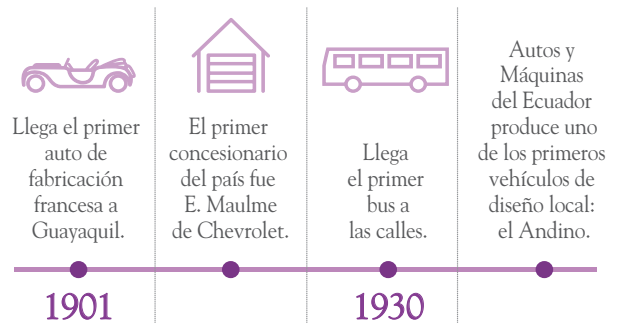 Llega el primer
auto de
fabricación
francesa a
Guayaquil.
El primer
concesionario
del país fue
E. Maulme
de Chevrolet.
Llega
el primer
bus a
las calles.
Autos y
Máquinas
del Ecuador
produce uno
de los primeros
vehículos de
diseño local:
el Andino.
1901
1930